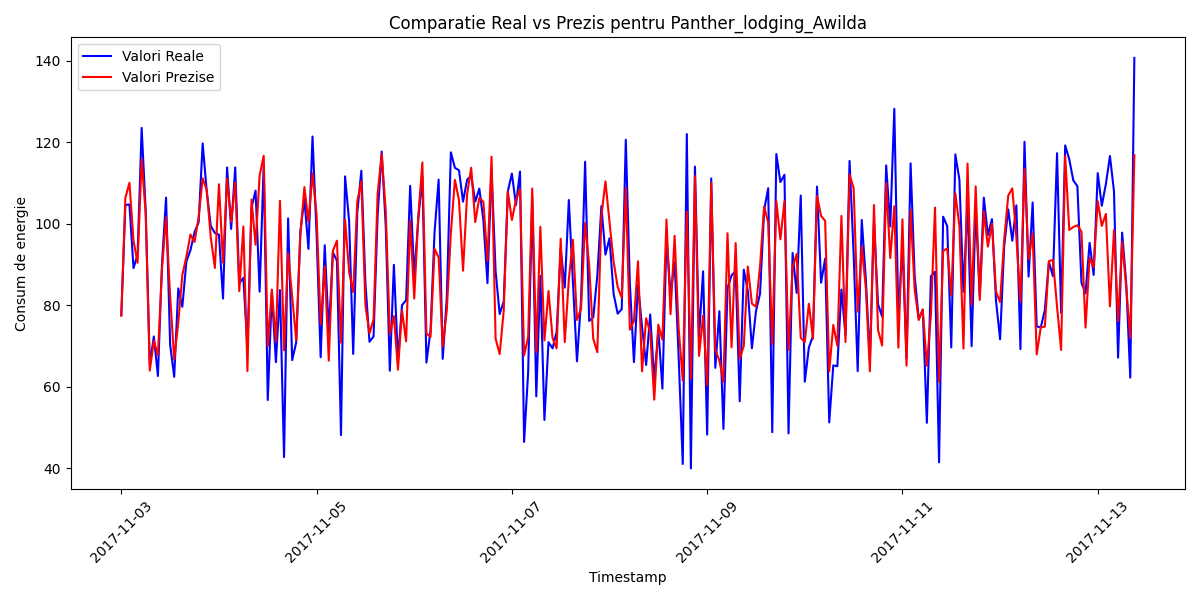 Comparatie Real vs Prezis pentru Panther_lodging_Awilda
Valori Reale
Valori Prezise
Consum de energie
140
120
100
80
60
40
2017-11-03
2017-11-05
2017-11-07
2017-11-09
2017-11-11
2017-11-13
Timestamp